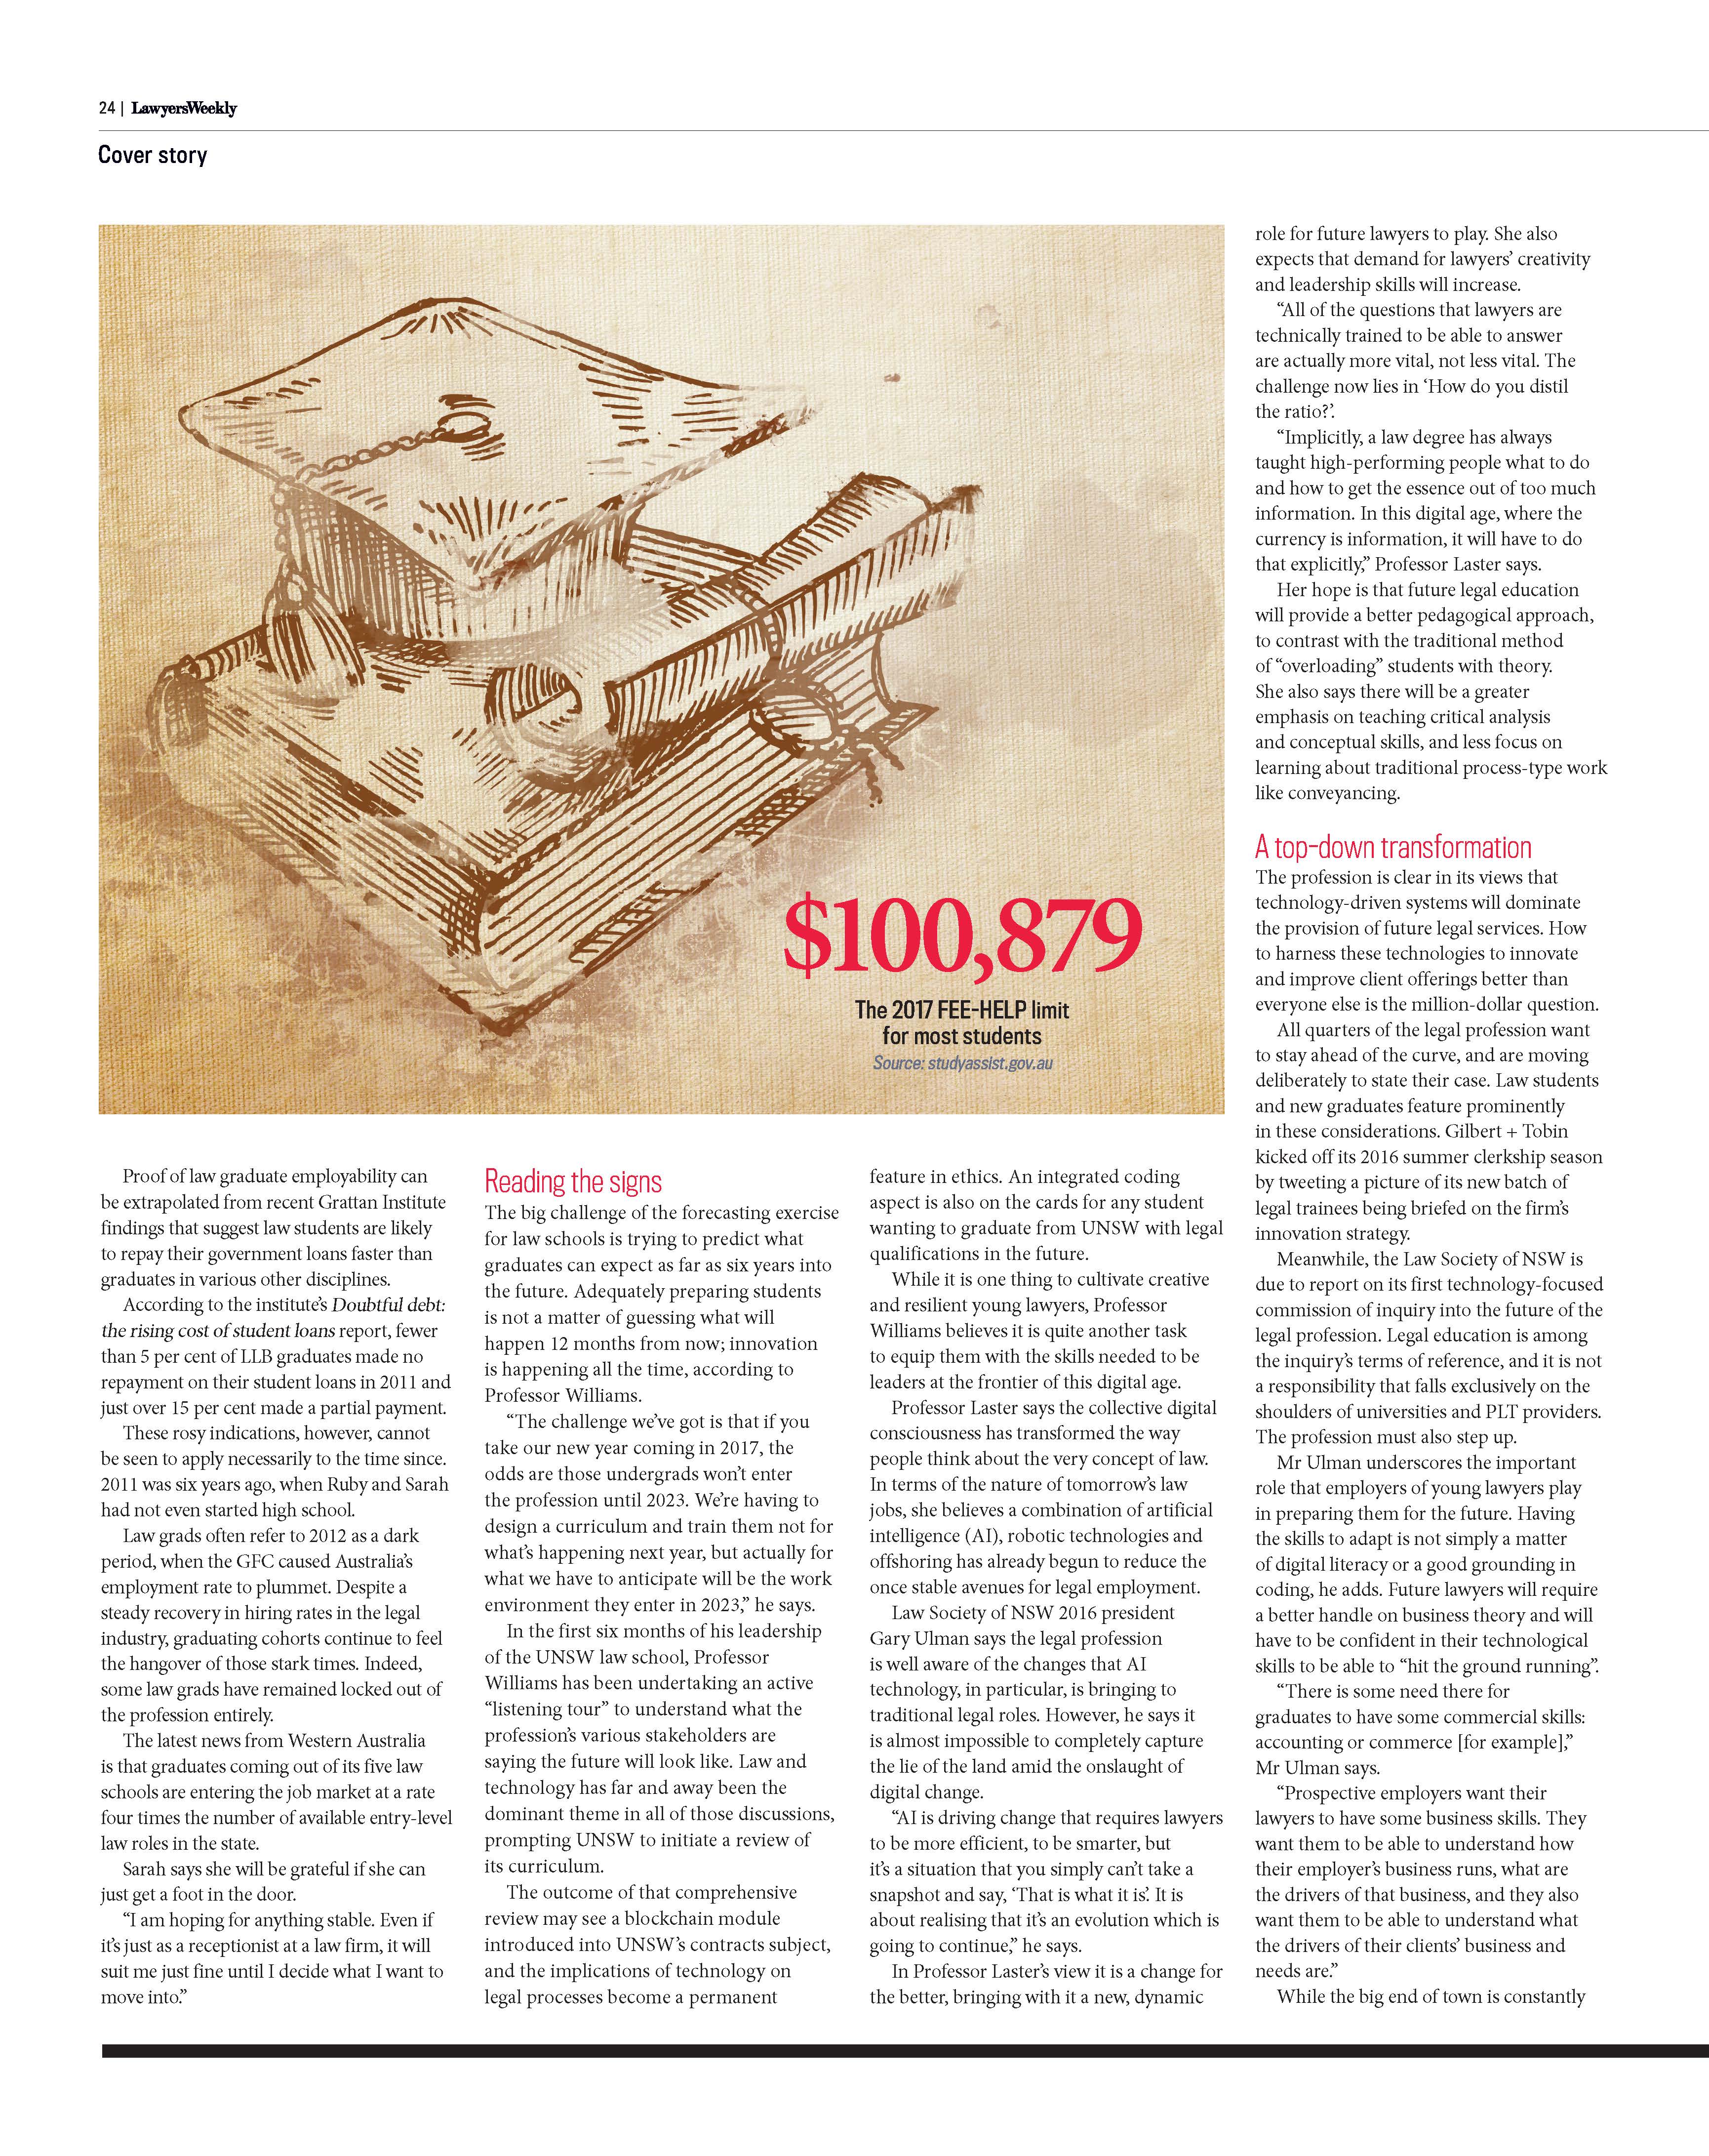 24 | LawyersWeekly
Cover story
$100,879
The 2017 FEE-HELP limit
for most students
Source: studyassist.gov.au
Proof of law graduate employability can
be extrapolated from recent Grattan Institute
findings that suggest law students are likely
to repay their government loans faster than
graduates in various other disciplines.
According to the institute’s Doubtful debt:
the rising cost of student loans report, fewer
than 5 per cent of LLB graduates made no
repayment on their student loans in 2011 and
just over 15 per cent made a partial payment.
These rosy indications, however, cannot
be seen to apply necessarily to the time since.
2011 was six years ago, when Ruby and Sarah
had not even started high school.
Law grads often refer to 2012 as a dark
period, when the GFC caused Australia’s
employment rate to plummet. Despite a
steady recovery in hiring rates in the legal
industry, graduating cohorts continue to feel
the hangover of those stark times. Indeed,
some law grads have remained locked out of
the profession entirely.
The latest news from Western Australia
is that graduates coming out of its five law
schools are entering the job market at a rate
four times the number of available entry-level
law roles in the state.
Sarah says she will be grateful if she can
just get a foot in the door.
“I am hoping for anything stable. Even if
it’s just as a receptionist at a law firm, it will
suit me just fine until I decide what I want to
move into.”
Reading the signs
The big challenge of the forecasting exercise
for law schools is trying to predict what
graduates can expect as far as six years into
the future. Adequately preparing students
is not a matter of guessing what will
happen 12 months from now; innovation
is happening all the time, according to
Professor Williams.
“The challenge we’ve got is that if you
take our new year coming in 2017, the
odds are those undergrads won’t enter
the profession until 2023. We’re having to
design a curriculum and train them not for
what’s happening next year, but actually for
what we have to anticipate will be the work
environment they enter in 2023,” he says.
In the first six months of his leadership
of the UNSW law school, Professor
Williams has been undertaking an active
“listening tour” to understand what the
profession’s various stakeholders are
saying the future will look like. Law and
technology has far and away been the
dominant theme in all of those discussions,
prompting UNSW to initiate a review of
its curriculum.
The outcome of that comprehensive
review may see a blockchain module
introduced into UNSW’s contracts subject,
and the implications of technology on
legal processes become a permanent
feature in ethics. An integrated coding
aspect is also on the cards for any student
wanting to graduate from UNSW with legal
qualifications in the future.
While it is one thing to cultivate creative
and resilient young lawyers, Professor
Williams believes it is quite another task
to equip them with the skills needed to be
leaders at the frontier of this digital age.
Professor Laster says the collective digital
consciousness has transformed the way
people think about the very concept of law.
In terms of the nature of tomorrow’s law
jobs, she believes a combination of artificial
intelligence (AI), robotic technologies and
offshoring has already begun to reduce the
once stable avenues for legal employment.
Law Society of NSW 2016 president
Gary Ulman says the legal profession
is well aware of the changes that AI
technology, in particular, is bringing to
traditional legal roles. However, he says it
is almost impossible to completely capture
the lie of the land amid the onslaught of
digital change.
“AI is driving change that requires lawyers
to be more efficient, to be smarter, but
it’s a situation that you simply can’t take a
snapshot and say, ‘That is what it is’. It is
about realising that it’s an evolution which is
going to continue,” he says.
In Professor Laster’s view it is a change for
the better, bringing with it a new, dynamic
role for future lawyers to play. She also
expects that demand for lawyers’ creativity
and leadership skills will increase.
“All of the questions that lawyers are
technically trained to be able to answer
are actually more vital, not less vital. The
challenge now lies in ‘How do you distil
the ratio?’.
“Implicitly, a law degree has always
taught high-performing people what to do
and how to get the essence out of too much
information. In this digital age, where the
currency is information, it will have to do
that explicitly,” Professor Laster says.
Her hope is that future legal education
will provide a better pedagogical approach,
to contrast with the traditional method
of “overloading” students with theory.
She also says there will be a greater
emphasis on teaching critical analysis
and conceptual skills, and less focus on
learning about traditional process-type work
like conveyancing.
A top-down transformation
The profession is clear in its views that
technology-driven systems will dominate
the provision of future legal services. How
to harness these technologies to innovate
and improve client offerings better than
everyone else is the million-dollar question.
All quarters of the legal profession want
to stay ahead of the curve, and are moving
deliberately to state their case. Law students
and new graduates feature prominently
in these considerations. Gilbert + Tobin
kicked off its 2016 summer clerkship season
by tweeting a picture of its new batch of
legal trainees being briefed on the firm’s
innovation strategy.
Meanwhile, the Law Society of NSW is
due to report on its first technology-focused
commission of inquiry into the future of the
legal profession. Legal education is among
the inquiry’s terms of reference, and it is not
a responsibility that falls exclusively on the
shoulders of universities and PLT providers.
The profession must also step up.
Mr Ulman underscores the important
role that employers of young lawyers play
in preparing them for the future. Having
the skills to adapt is not simply a matter
of digital literacy or a good grounding in
coding, he adds. Future lawyers will require
a better handle on business theory and will
have to be confident in their technological
skills to be able to “hit the ground running”.
“There is some need there for
graduates to have some commercial skills:
accounting or commerce [for example],”
Mr Ulman says.
“Prospective employers want their
lawyers to have some business skills. They
want them to be able to understand how
their employer’s business runs, what are
the drivers of that business, and they also
want them to be able to understand what
the drivers of their clients’ business and
needs are.”
While the big end of town is constantly